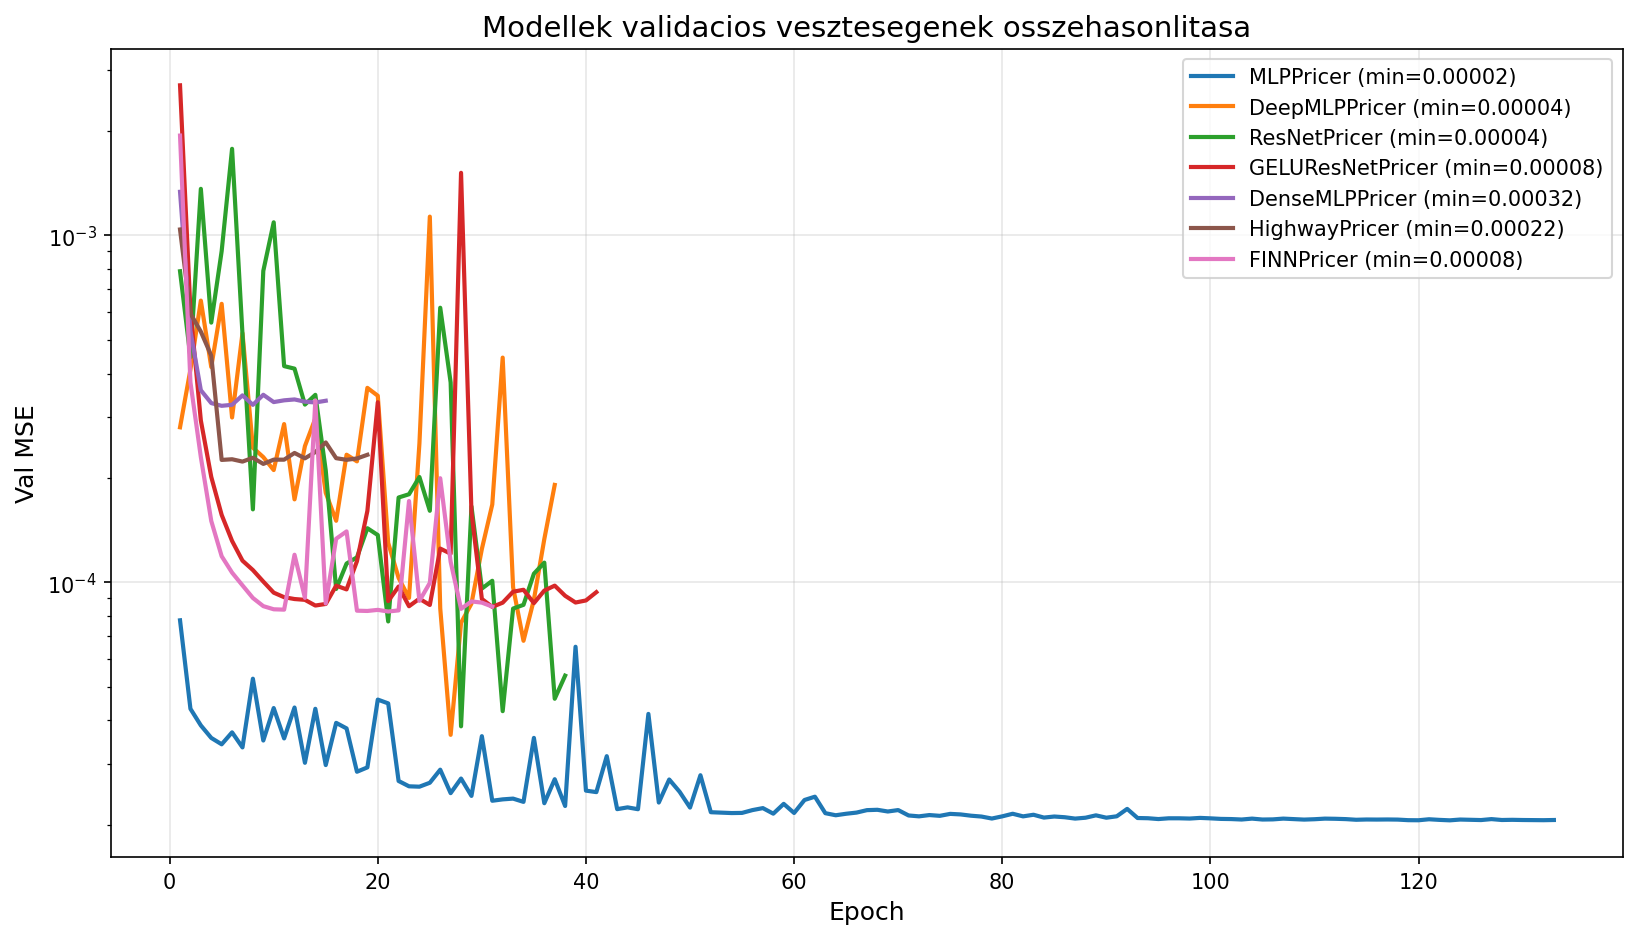 Modellek validacios vesztesegenek osszehasonlitasa
MLPPricer (min=0.00002)
DeepMLPPricer (min=0.00004)
ResNetPricer (min=0.00004)
GELUResNetPricer (min=0.00008)
DenseMLPPricer (min=0.00032)
HighwayPricer (min=0.00022)
FINNPricer (min=0.00008)
Val MSE
10⁻³
10⁻⁴
0 20 40 60 80 100 120
Epoch